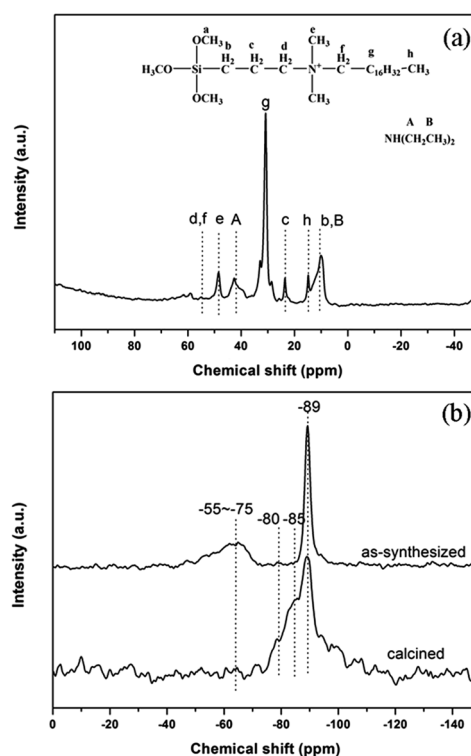 (a)
a
OCH₃
b c d
e
CH₃
f g h
H₃CO Si C H₂ C H₂ C H₂ N⁺ C H₂ C₁₆H₃₂ CH₃
OCH₃
CH₃
A B
NH(CH₂CH₃)₂
g
d,f e A c h b,B
Intensity (a.u.)
100 80 60 40 20 0 -20 -40
Chemical shift (ppm)
(b)
-89
-55~-75
-80 -85
as-synthesized
calcined
Intensity (a.u.)
0 -20 -40 -60 -80 -100 -120 -140
Chemical shift (ppm)